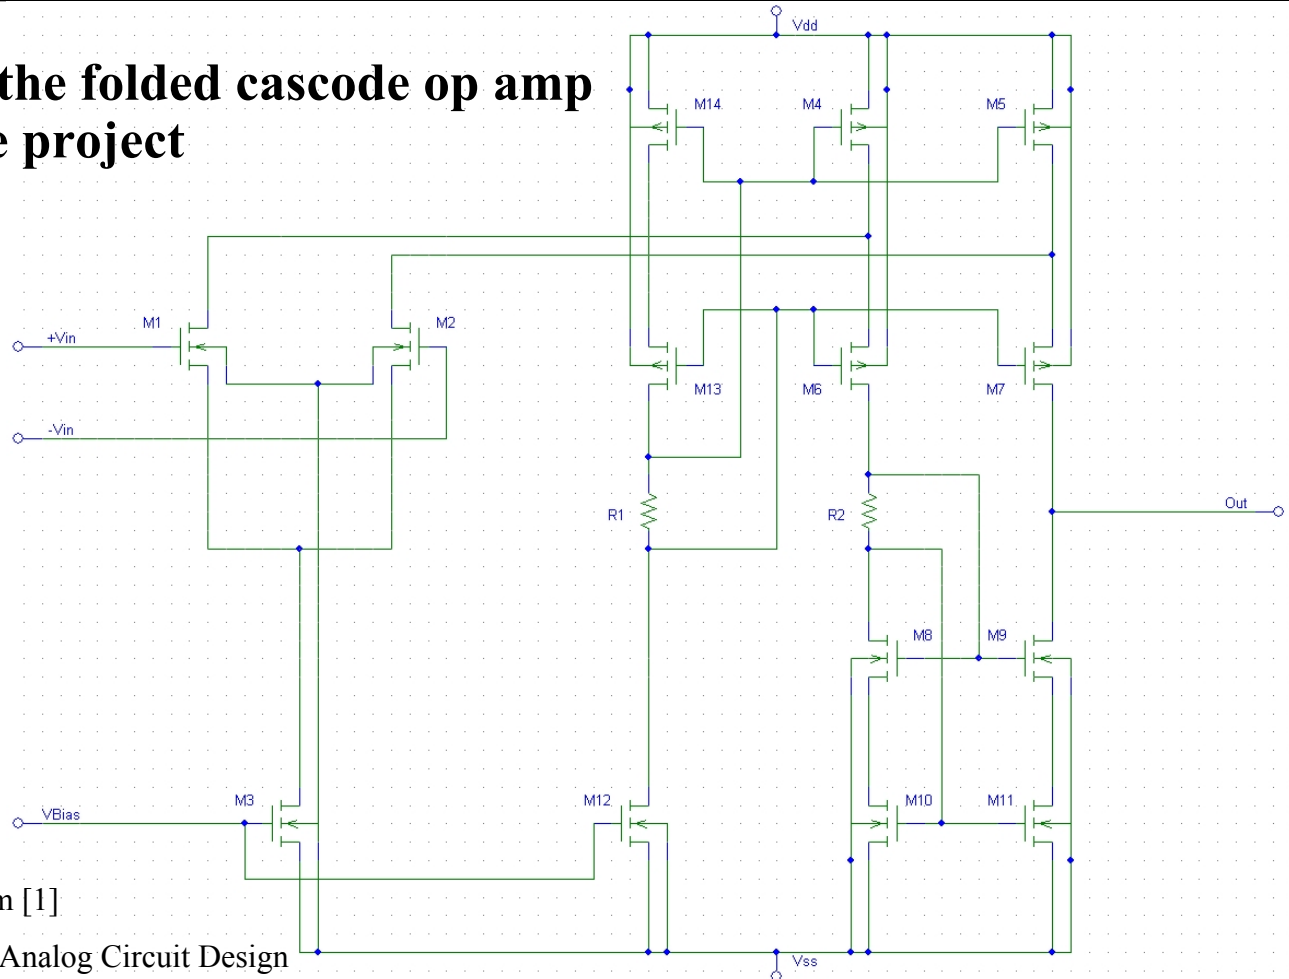 Vdd
the folded cascode op amp
e project
M14
M4
M5
M1
+Vin
M2
M13
M6
M7
-Vin
R1
R2
Out
M8
M9
M3
M12
M10
M11
VBias
m [1]
Analog Circuit Design
Vss